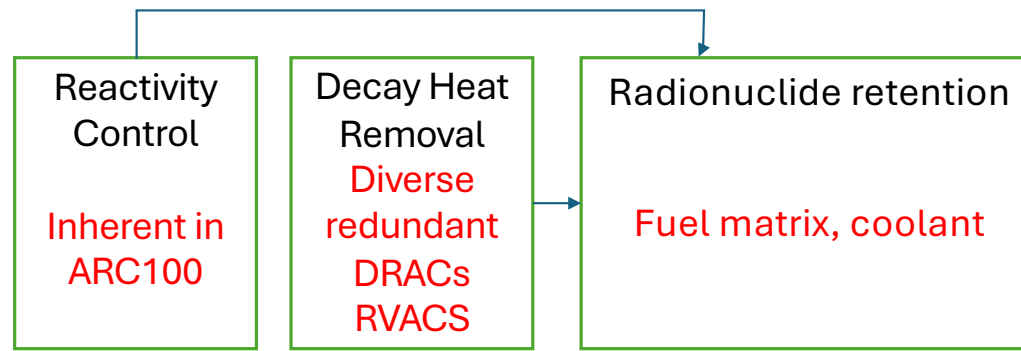 Reactivity
Control
Inherent in
ARC100
Decay Heat
Removal
Diverse
redundant
DRACs
RVACS
Radionuclide retention
Fuel matrix, coolant